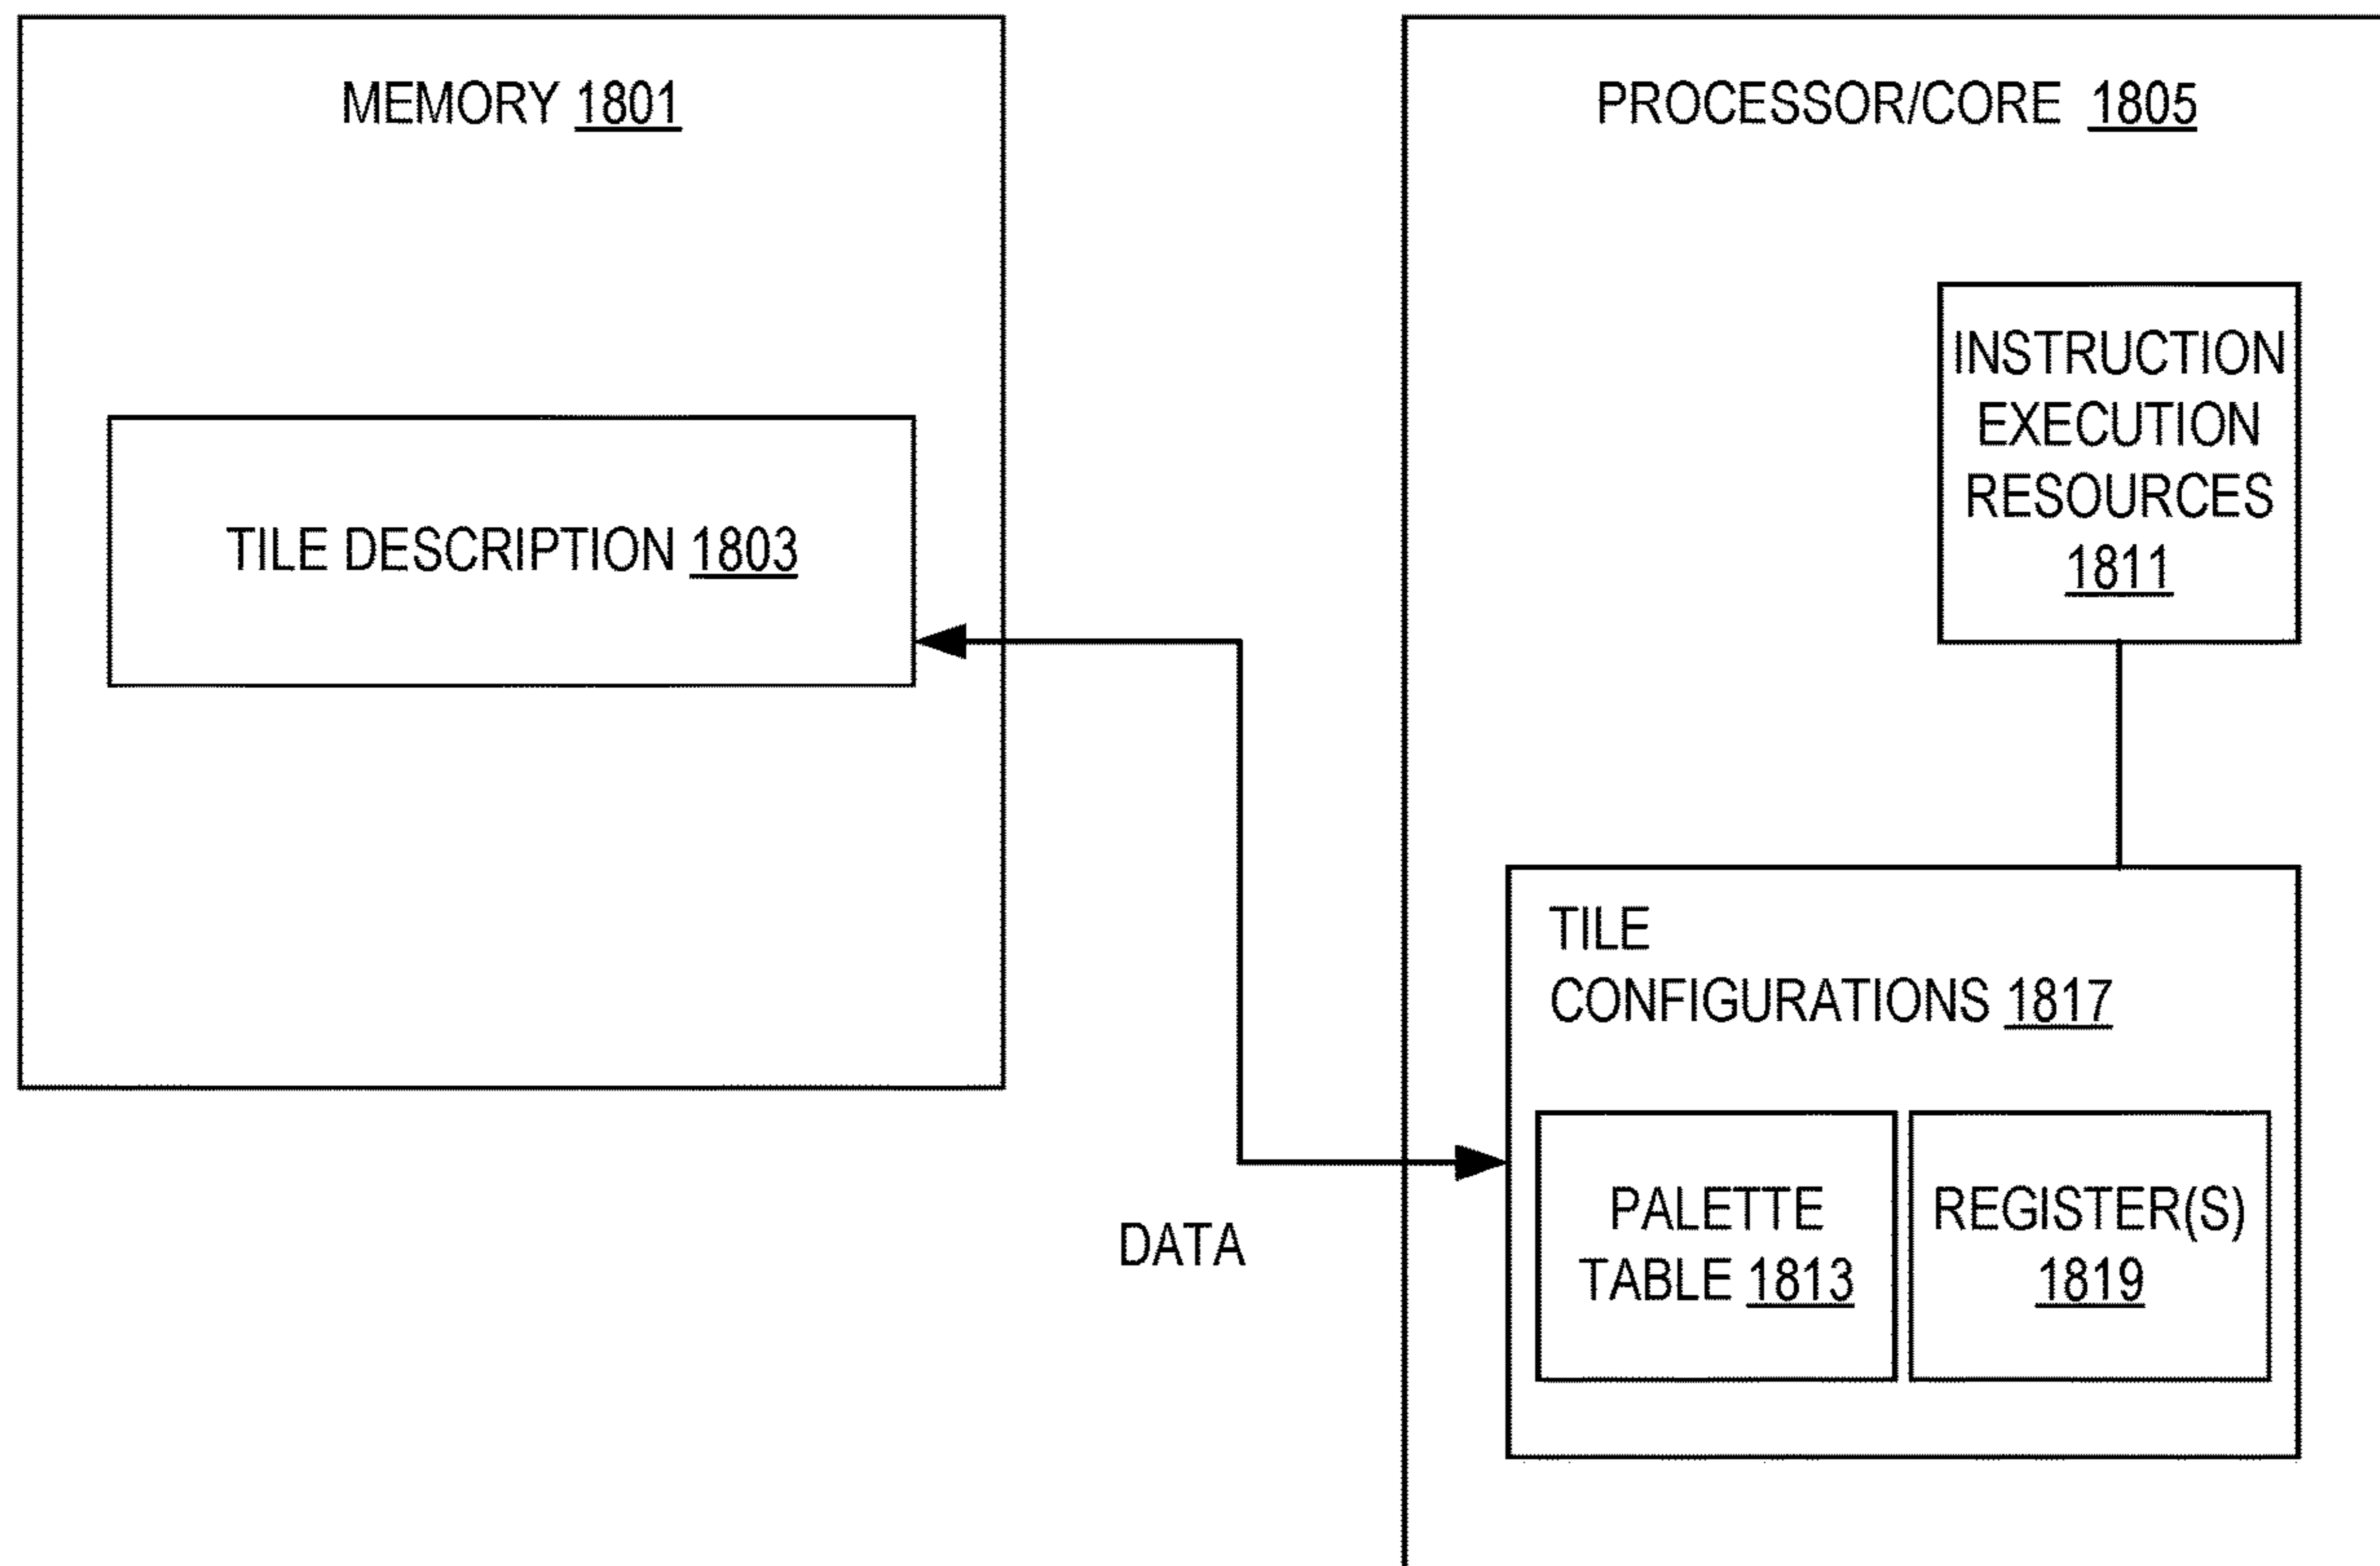 MEMORY 1801
PROCESSOR/CORE 1805
INSTRUCTION
EXECUTION
RESOURCES
1811
TILE DESCRIPTION 1803
TILE
CONFIGURATIONS 1817
PALETTE
TABLE 1813
REGISTER(S)
1819
DATA